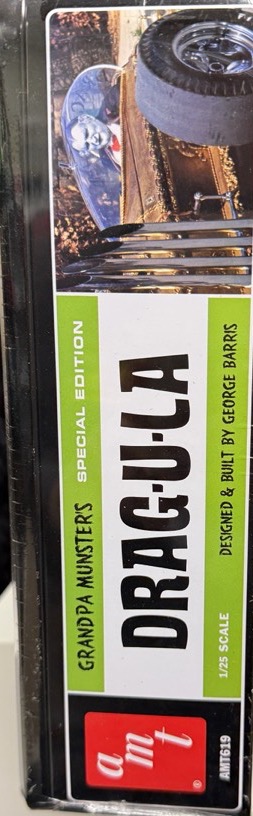 GRANDPA MUNSTER'S SPECIAL EDITION
DRAG·U·LA
1/25 SCALE DESIGNED & BUILT BY GEORGE BARRIS
amt®
AMT619